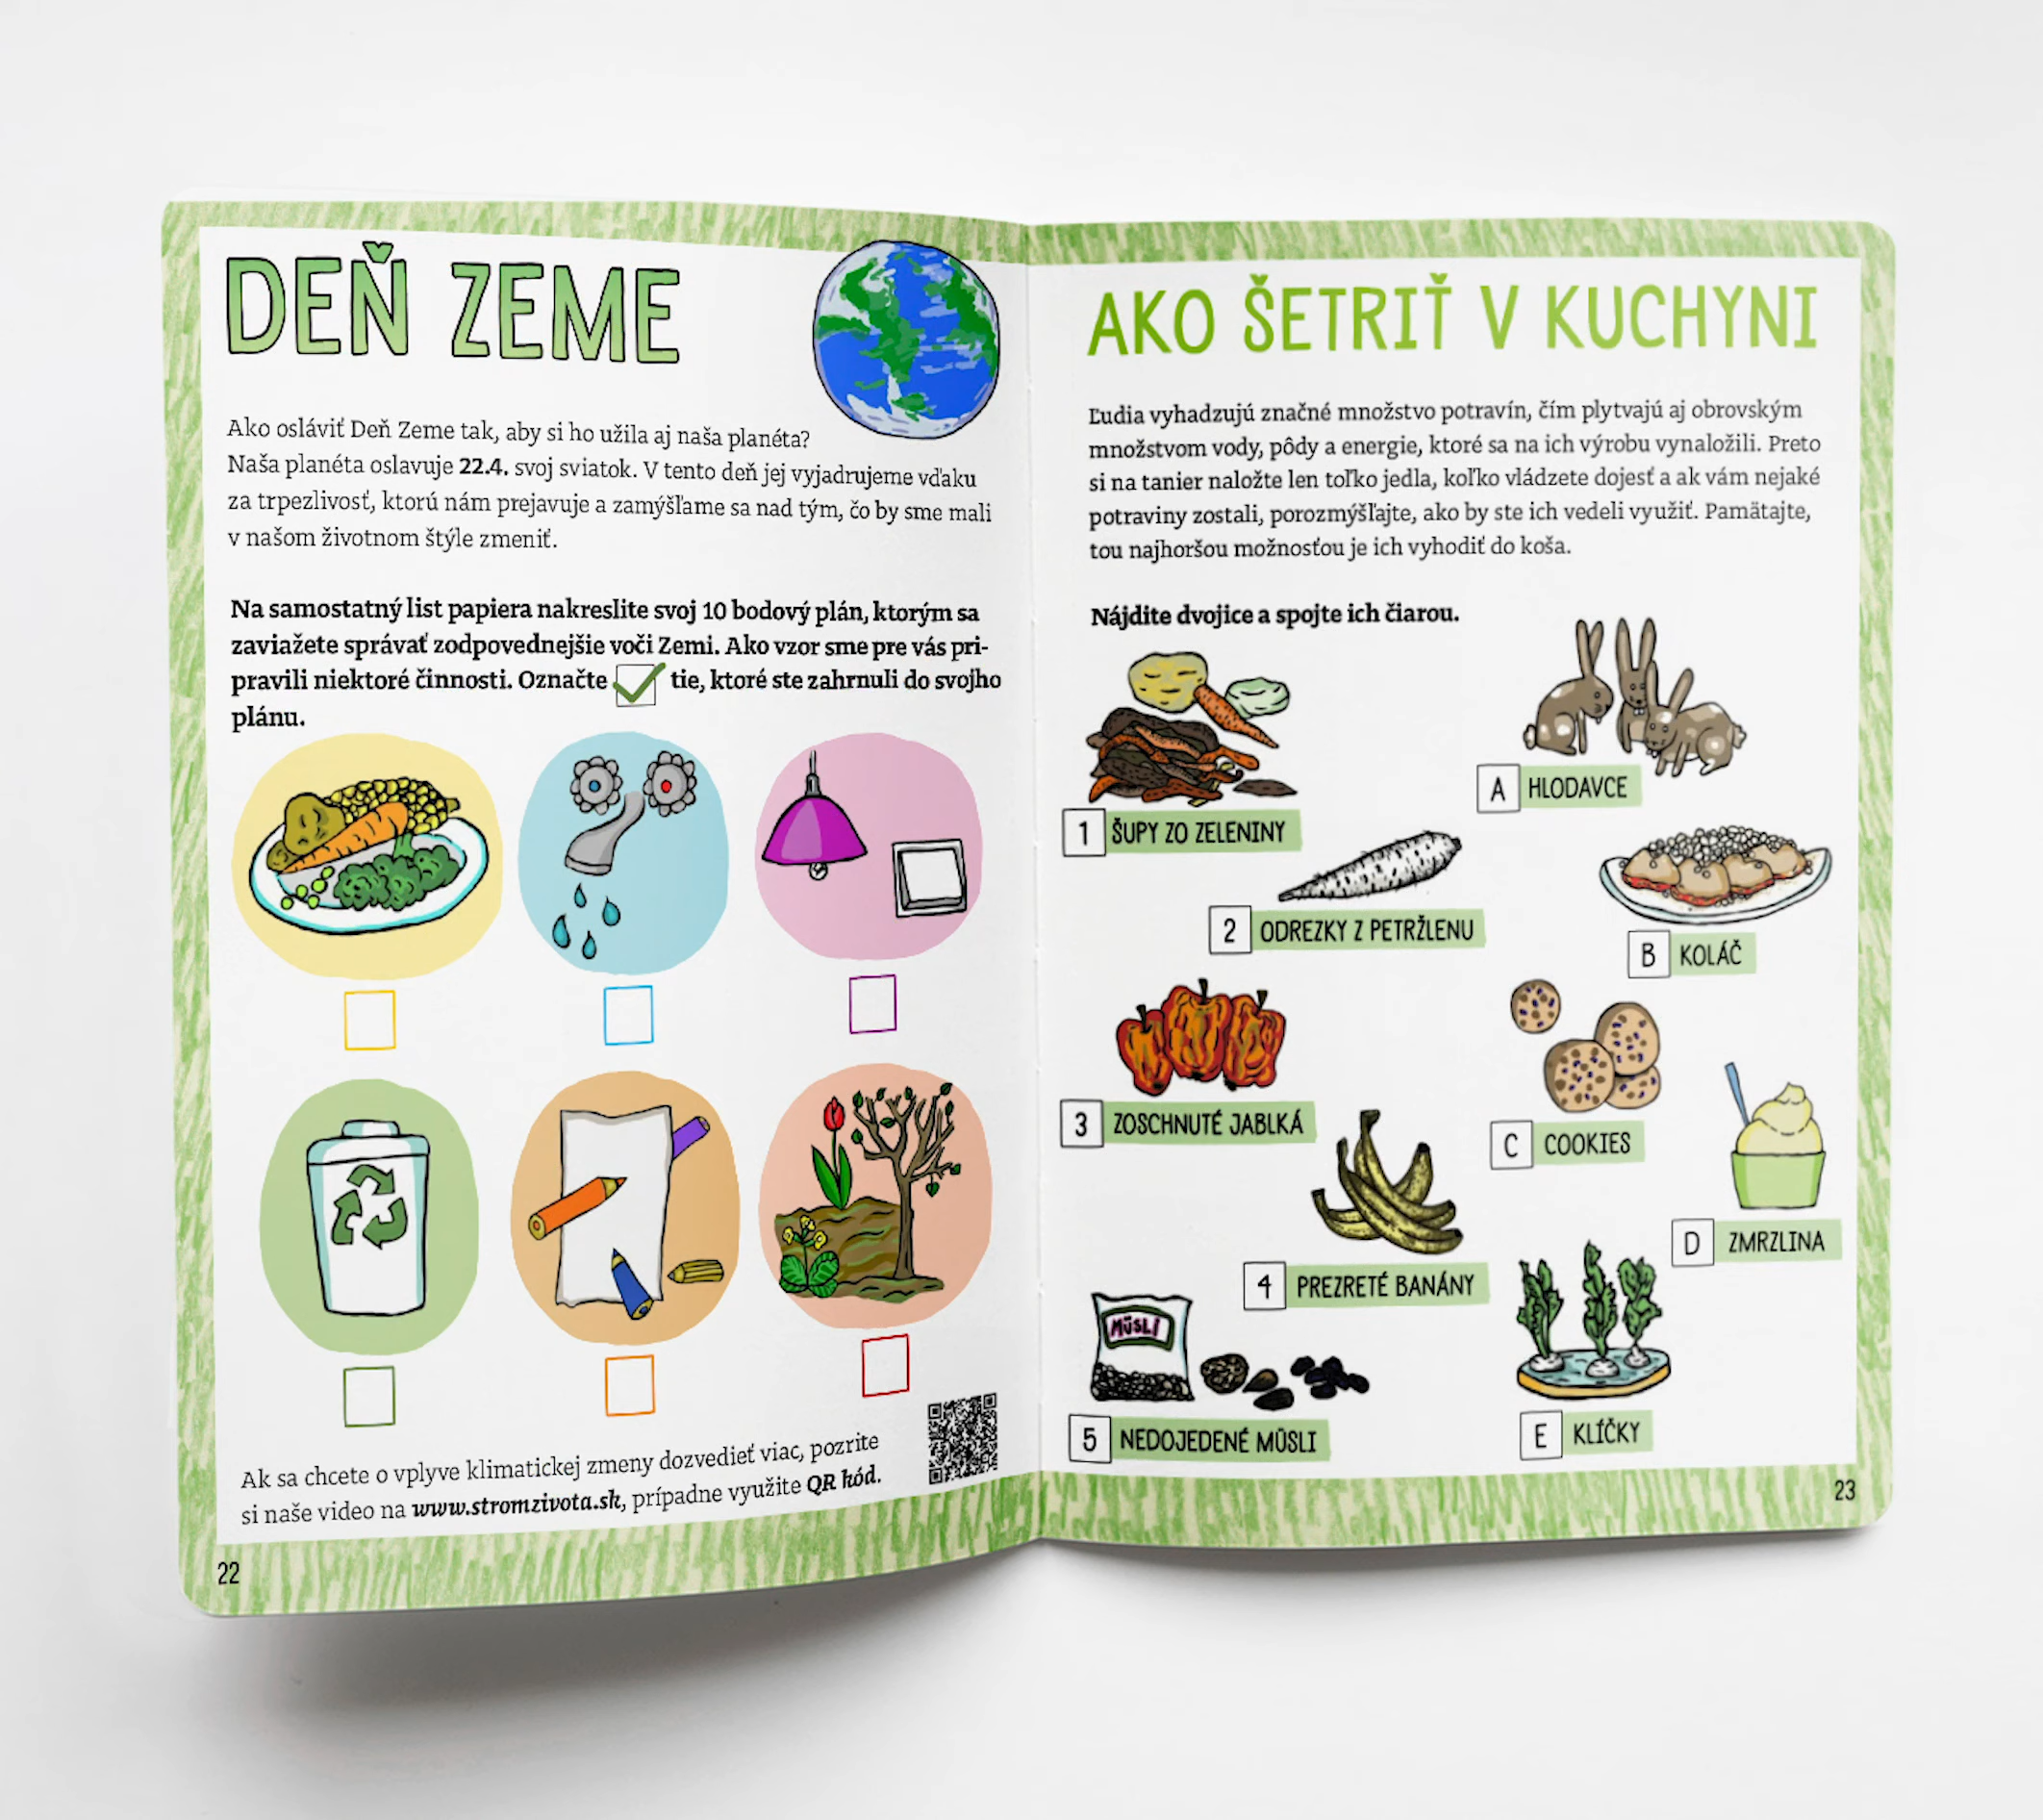 DEŇ ZEME
Ako osláviť Deň Zeme tak, aby si ho užila aj naša planéta?
Naša planéta oslavuje 22.4. svoj sviatok. V tento deň jej vyjadrujeme vďaku
za trpezlivosť, ktorú nám prejavuje a zamýšľame sa nad tým, čo by sme mali
v našom životnom štýle zmeniť.
Na samostatný list papiera nakreslite svoj 10 bodový plán, ktorým sa
zaviažete správať zodpovednejšie voči Zemi. Ako vzor sme pre vás pri-
pravili niektoré činnosti. Označte tie, ktoré ste zahrnuli do svojho
plánu.
Ak sa chcete o vplyve klimatickej zmeny dozvedieť viac, pozrite
si naše video na www.stromzivota.sk, prípadne využite QR kód.
22
AKO ŠETRIŤ V KUCHYNI
Ľudia vyhadzujú značné množstvo potravín, čím plytvajú aj obrovským
množstvom vody, pôdy a energie, ktoré sa na ich výrobu vynaložili. Preto
si na tanier naložte len toľko jedla, koľko vládzete dojesť a ak vám nejaké
potraviny zostali, porozmýšľajte, ako by ste ich vedeli využiť. Pamätajte,
tou najhoršou možnosťou je ich vyhodiť do koša.
Nájdite dvojice a spojte ich čiarou.
A HLODAVCE
1 ŠUPY ZO ZELENINY
2 ODREZKY Z PETRŽLENU
B KOLÁČ
3 ZOSCHNUTÉ JABLKÁ
C COOKIES
D ZMRZLINA
4 PREZRETÉ BANÁNY
MÜSLI
5 NEDOJEDENÉ MÜSLI
E KLÍČKY
23